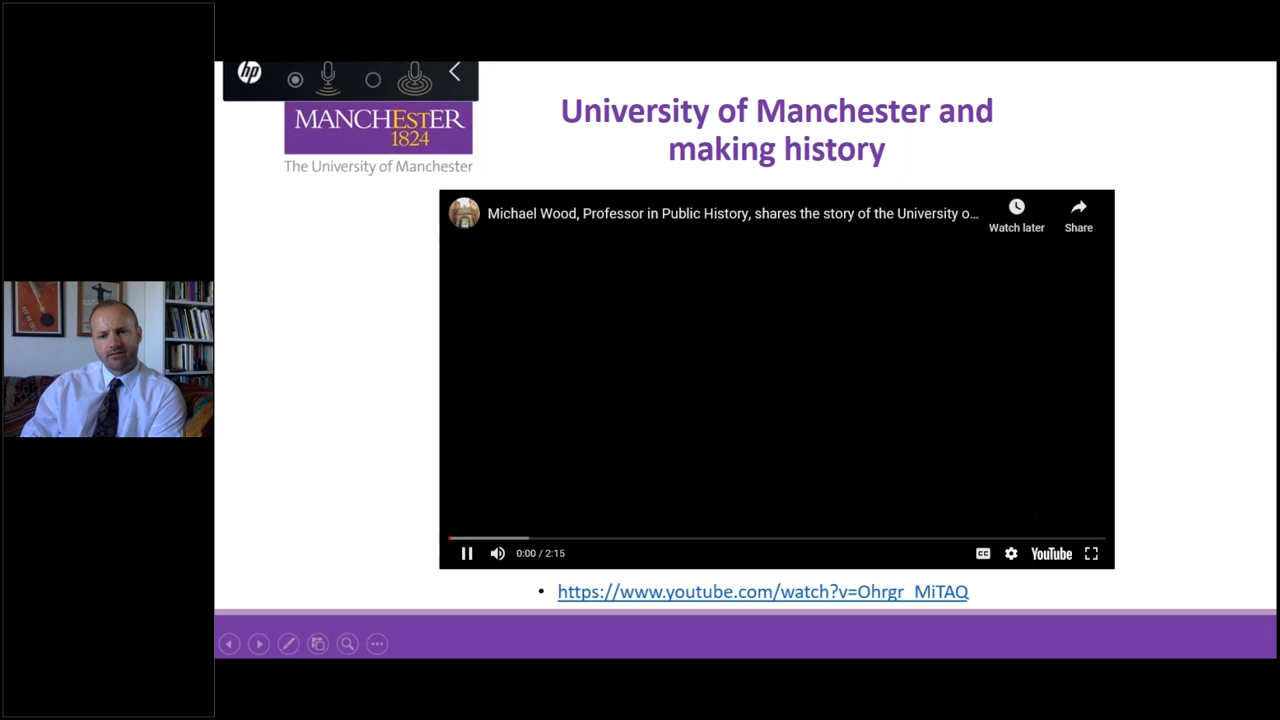 hp
MANCHESTER
1824
The University of Manchester
University of Manchester and
making history
Michael Wood, Professor in Public History, shares the story of the University o...
Watch later
Share
0:00 / 2:15
CC
YouTube
• https://www.youtube.com/watch?v=Ohrgr_MiTAQ